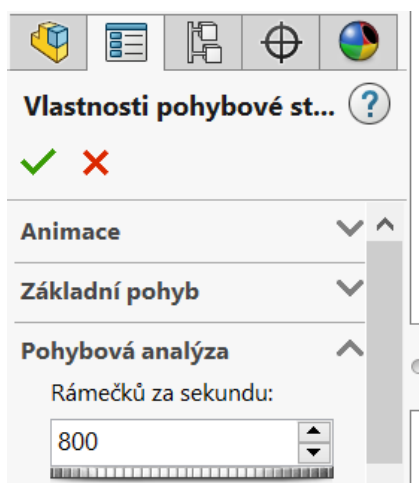 Vlastnosti pohybové st...
?
Animace
Základní pohyb
Pohybová analýza
Rámečků za sekundu:
800